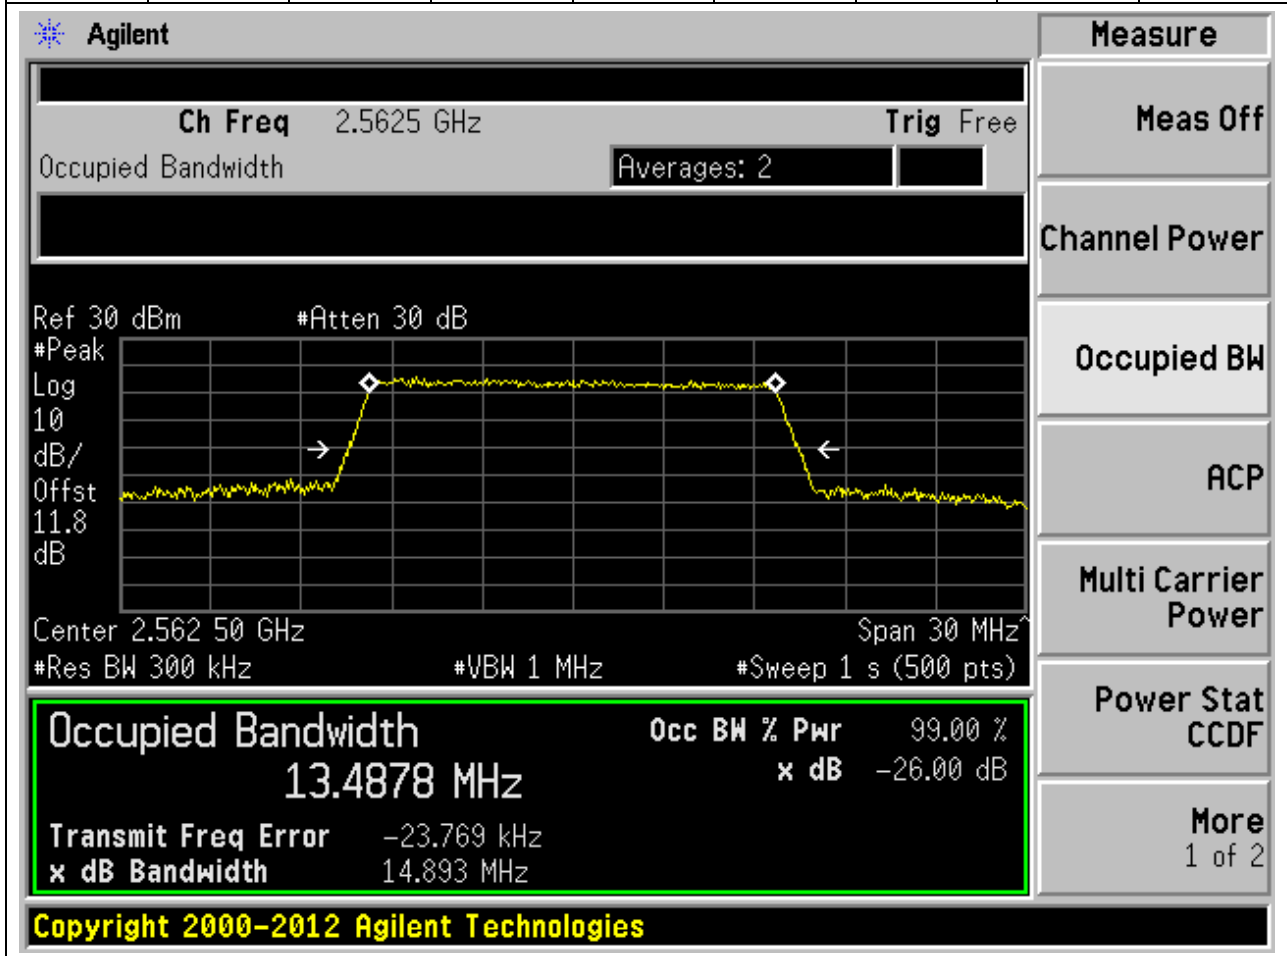 Agilent
Measure
Ch Freq 2.5625 GHz Trig Free
Occupied Bandwidth Averages: 2
Meas Off
Channel Power
Ref 30 dBm #Atten 30 dB
#Peak
Log
10
dB/
Offst
11.8
dB
Occupied BW
ACP
Center 2.562 50 GHz Span 30 MHz^
#Res BW 300 kHz #VBW 1 MHz #Sweep 1 s (500 pts)
Multi Carrier
Power
Occupied Bandwidth Occ BW % Pwr 99.00 %
13.4878 MHz x dB -26.00 dB
Transmit Freq Error -23.769 kHz
x dB Bandwidth 14.893 MHz
Power Stat
CCDF
More
1 of 2
Copyright 2000-2012 Agilent Technologies